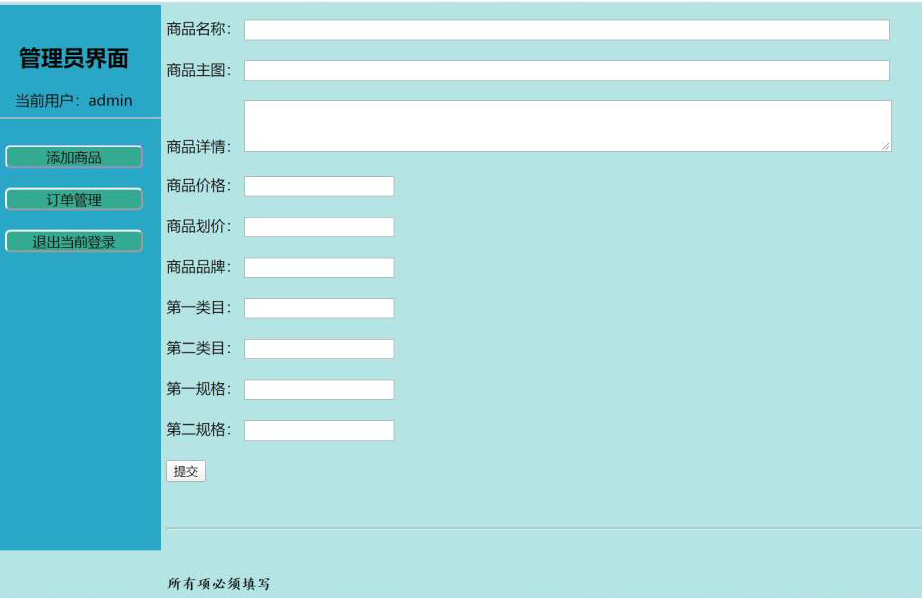 管理员界面
当前用户：admin
添加商品
订单管理
退出当前登录
商品名称：
商品主图：
商品详情：
商品价格：
商品划价：
商品品牌：
第一类目：
第二类目：
第一规格：
第二规格：
提交
所有项必须填写